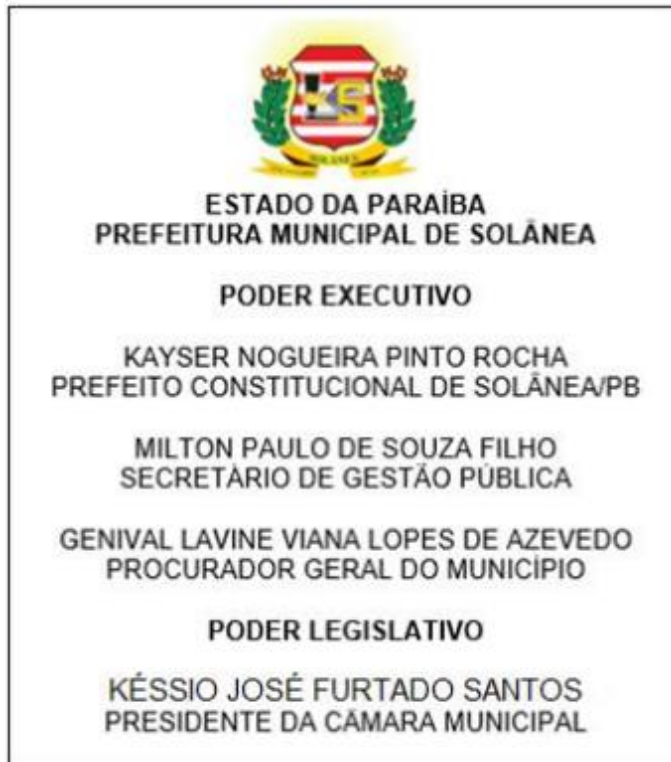 SOLÂNEA
ESTADO DA PARAÍBA
PREFEITURA MUNICIPAL DE SOLÂNEA
PODER EXECUTIVO
KAYSER NOGUEIRA PINTO ROCHA
PREFEITO CONSTITUCIONAL DE SOLÂNEA/PB
MILTON PAULO DE SOUZA FILHO
SECRETÁRIO DE GESTÃO PÚBLICA
GENIVAL LAVINE VIANA LOPES DE AZEVEDO
PROCURADOR GERAL DO MUNICÍPIO
PODER LEGISLATIVO
KÉSSIO JOSÉ FURTADO SANTOS
PRESIDENTE DA CÂMARA MUNICIPAL